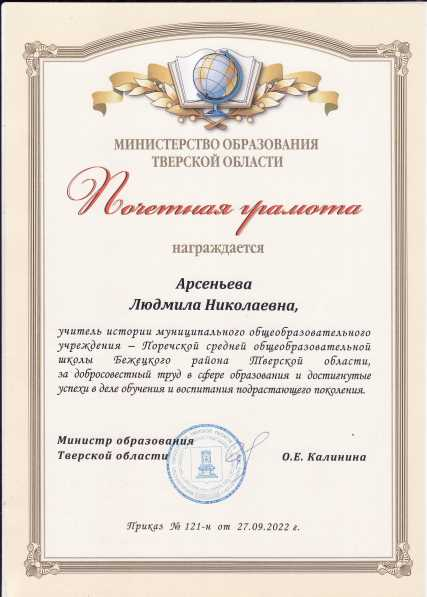 МИНИСТЕРСТВО ОБРАЗОВАНИЯ
ТВЕРСКОЙ ОБЛАСТИ
Почетная грамота
награждается
Арсеньева
Людмила Николаевна,
учитель истории муниципального общеобразовательного
учреждения – Поречской средней общеобразовательной
школы Бежецкого района Тверской области,
за добросовестный труд в сфере образования и достигнутые
успехи в деле обучения и воспитания подрастающего поколения.
Министр образования
Тверской области
О.Е. Калинина
Приказ № 121-н от 27.09.2022 г.